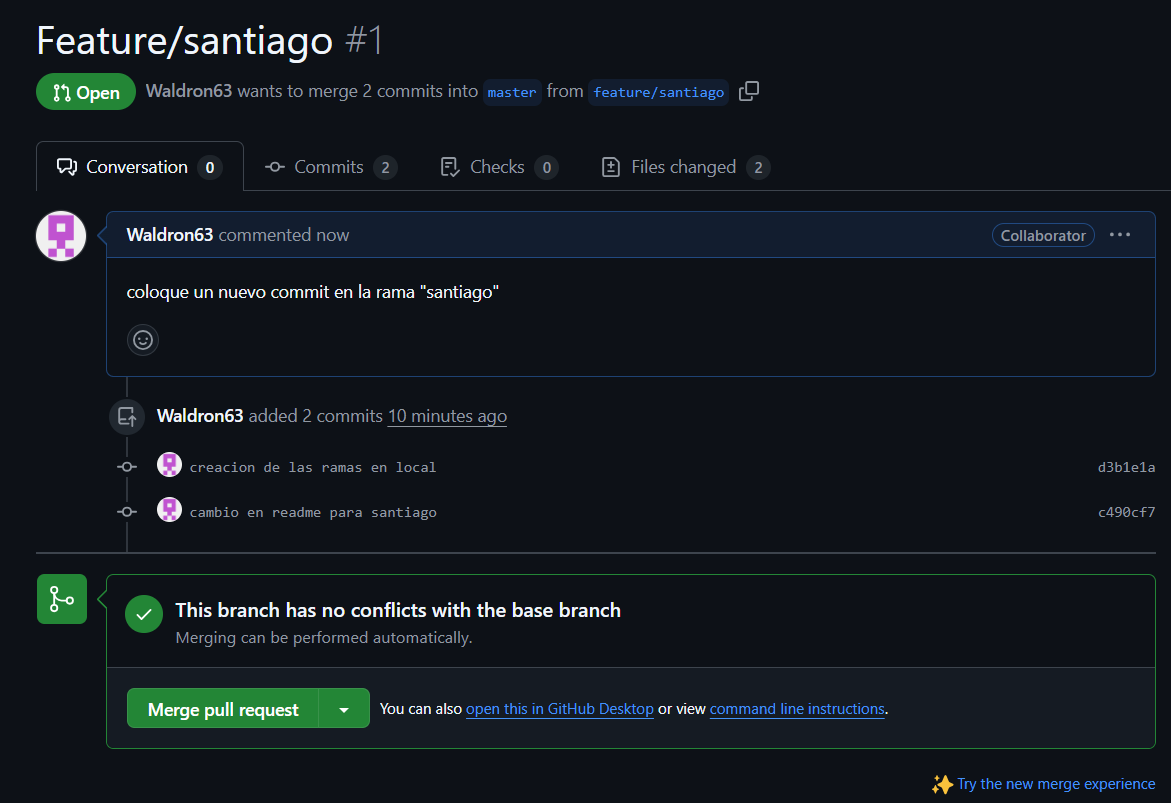 Feature/santiago #1
Open Waldron63 wants to merge 2 commits into master from feature/santiago
Conversation 0 Commits 2 Checks 0 Files changed 2
Waldron63 commented now Collaborator
coloque un nuevo commit en la rama "santiago"
Waldron63 added 2 commits 10 minutes ago
creacion de las ramas en local d3b1e1a
cambio en readme para santiago c490cf7
This branch has no conflicts with the base branch
Merging can be performed automatically.
Merge pull request You can also open this in GitHub Desktop or view command line instructions.
Try the new merge experience